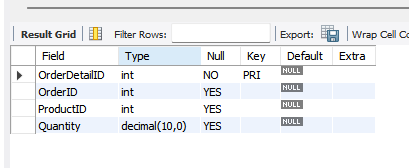 Result Grid Filter Rows: Export: Wrap Cell Co
Field Type Null Key Default Extra
OrderDetailID int NO PRI NULL
OrderID int YES NULL
ProductID int YES NULL
Quantity decimal(10,0) YES NULL